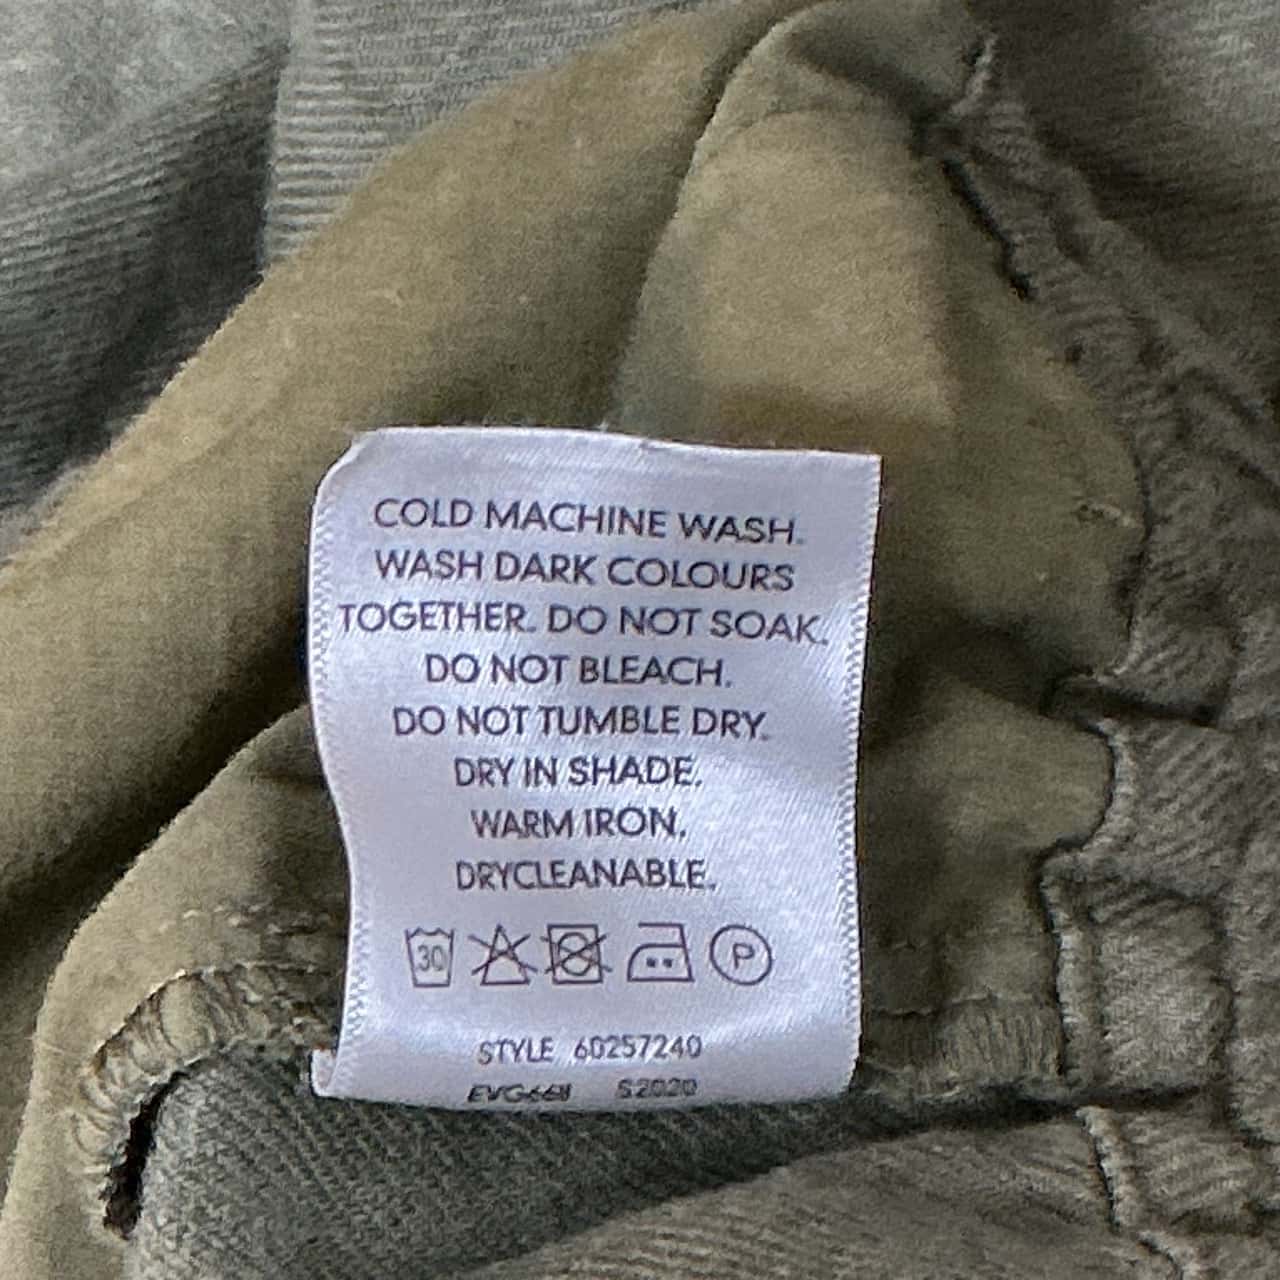 COLD MACHINE WASH.
WASH DARK COLOURS
TOGETHER. DO NOT SOAK.
DO NOT BLEACH.
DO NOT TUMBLE DRY.
DRY IN SHADE.
WARM IRON.
DRYCLEANABLE.
30 P
STYLE 60257240
S2020